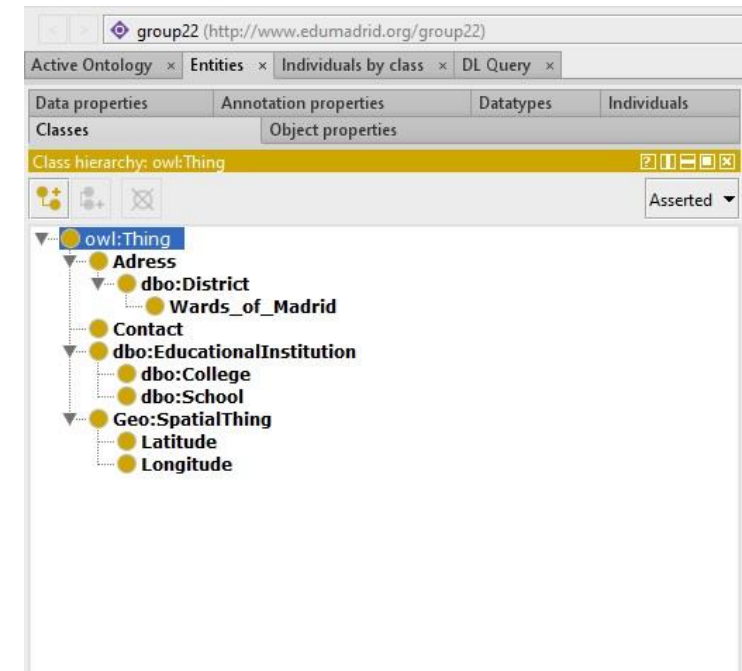 group22 (http://www.edumadrid.org/group22)
Active Ontology × Entities × Individuals by class × DL Query ×
Data properties Annotation properties Datatypes Individuals
Classes Object properties
Class hierarchy: owl:Thing
Asserted
owl:Thing
Adress
dbo:District
Wards_of_Madrid
Contact
dbo:EducationalInstitution
dbo:College
dbo:School
Geo:SpatialThing
Latitude
Longitude